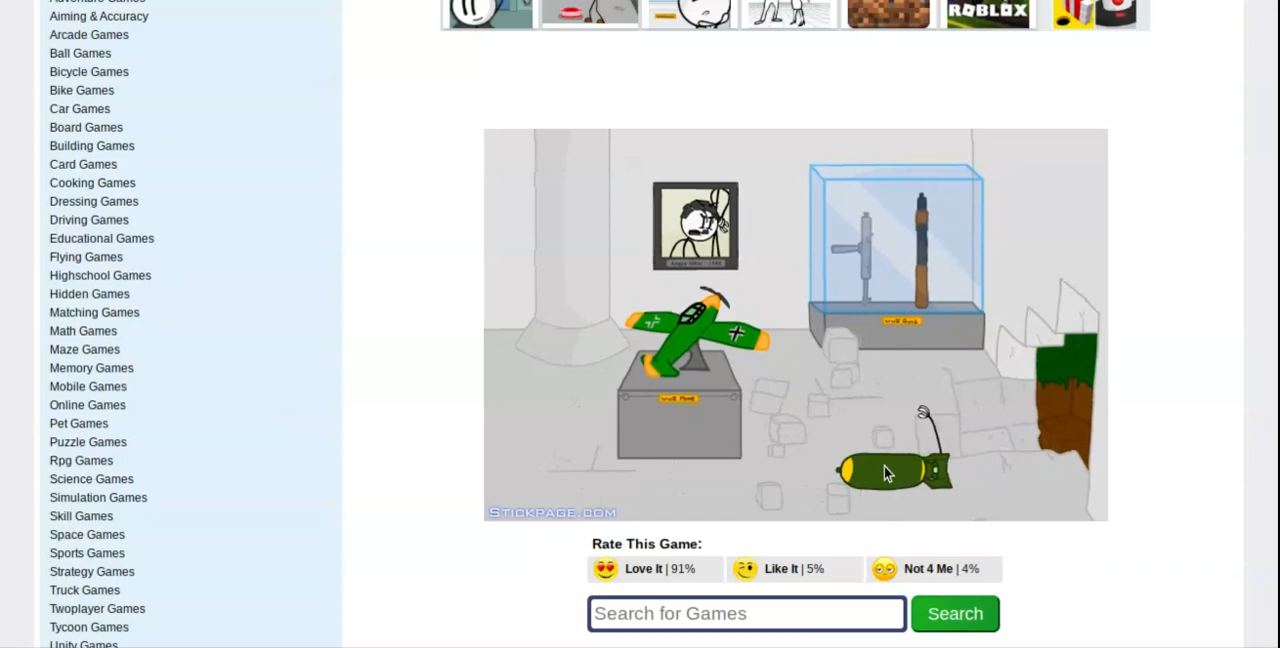 Aiming & Accuracy
Arcade Games
Ball Games
Bicycle Games
Bike Games
Car Games
Board Games
Building Games
Card Games
Cooking Games
Dressing Games
Driving Games
Educational Games
Flying Games
Highschool Games
Hidden Games
Matching Games
Math Games
Maze Games
Memory Games
Mobile Games
Online Games
Pet Games
Puzzle Games
Rpg Games
Science Games
Simulation Games
Skill Games
Space Games
Sports Games
Strategy Games
Truck Games
Twoplayer Games
Tycoon Games
Unity Games
ROBLOX
STICKPAGE.COM
Rate This Game:
Love It | 91% Like It | 5% Not 4 Me | 4%
Search for Games Search